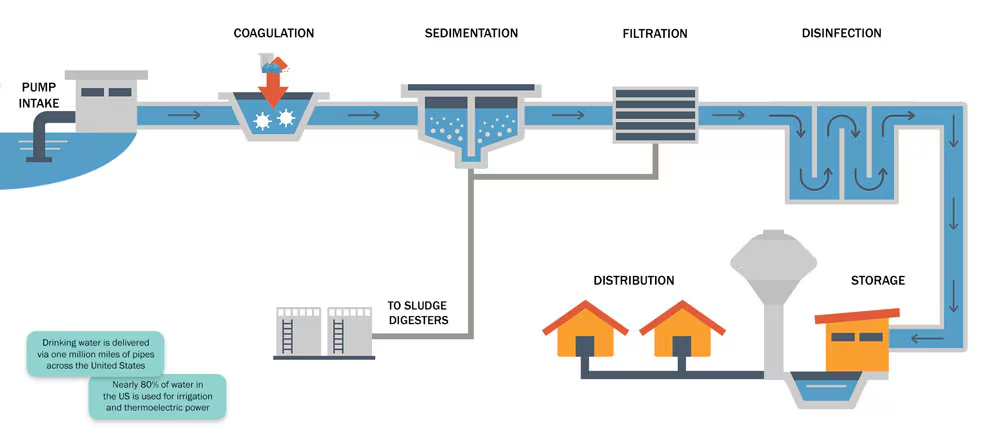 COAGULATION
SEDIMENTATION
FILTRATION
DISINFECTION
PUMP
INTAKE
DISTRIBUTION
STORAGE
TO SLUDGE
DIGESTERS
Drinking water is delivered
via one million miles of pipes
across the United States
Nearly 80% of water in
the US is used for irrigation
and thermoelectric power